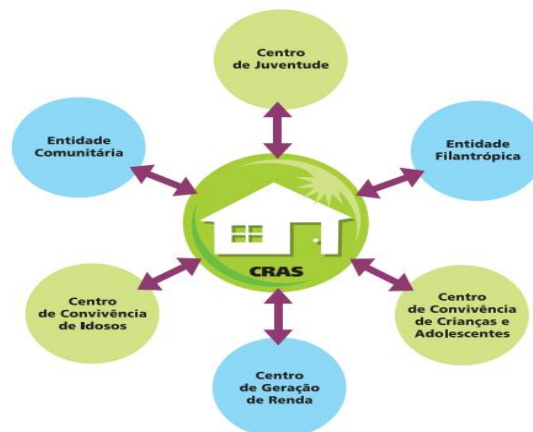 Centro
de Juventude
Entidade
Comunitária
Entidade
Filantrópica
CRAS
Centro
de Convivência
de Idosos
Centro
de Convivência
de Crianças e
Adolescentes
Centro
de Geração
de Renda